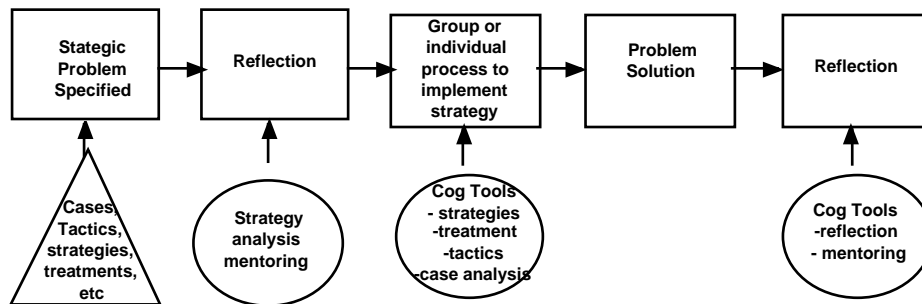 Stategic
Problem
Specified
Reflection
Group or
individual
process to
implement
strategy
Problem
Solution
Reflection
Cases,
Tactics,
strategies,
treatments,
etc
Strategy
analysis
mentoring
Cog Tools
- strategies
-treatment
-tactics
-case analysis
Cog Tools
-reflection
- mentoring